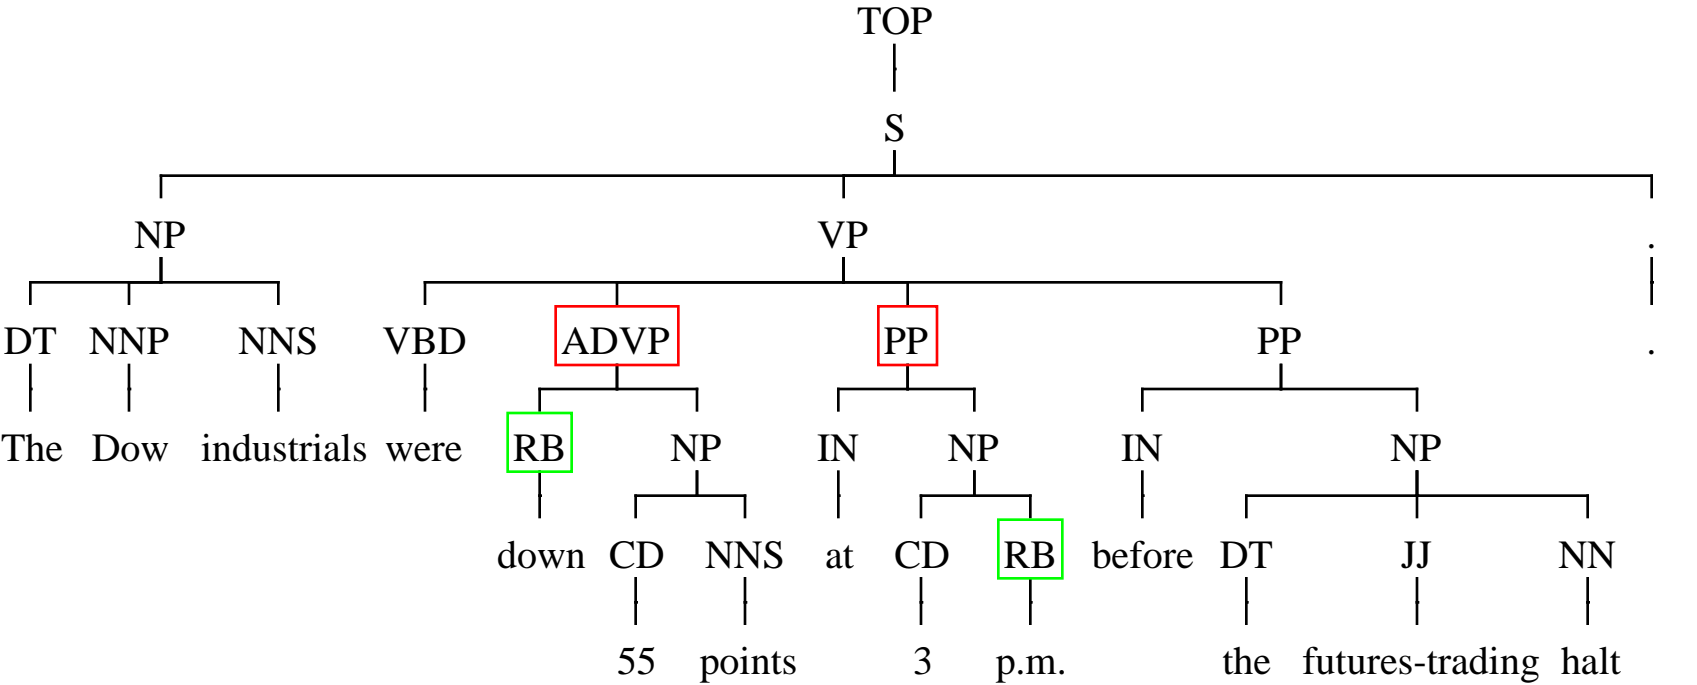 TOP
S
NP VP .
DT NNP NNS VBD ADVP PP PP .
The Dow industrials were RB NP IN NP IN NP
down CD NNS at CD RB before DT JJ NN
55 points 3 p.m. the futures-trading halt